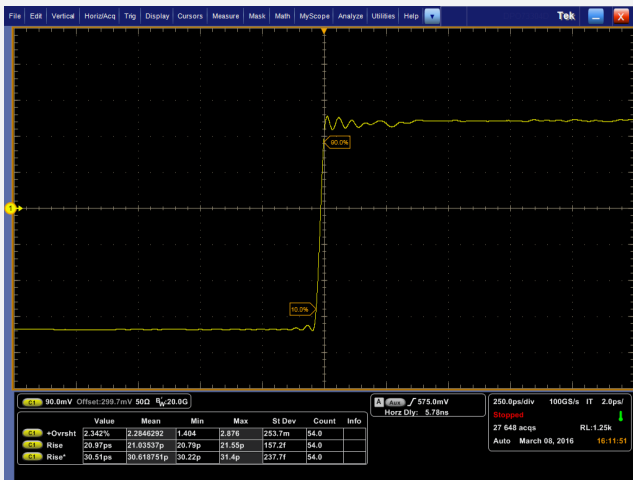 File Edit Vertical Horiz/Acq Trig Display Cursors Measure Mask Math MyScope Analyze Utilities Help Tek X
90.0%
1
10.0%
C1 90.0mV Offset:299.7mV 50Ω BW:20.0G
A Aux 575.0mV
Horz Dly: 5.78ns
250.0ps/div 100GS/s IT 2.0ps/
Stopped
27 648 acqs RL:1.25k
Auto March 08, 2016 16:11:51
Value Mean Min Max St Dev Count Info
C1 +Ovrsht 2.342% 2.2846292 1.404 2.876 253.7m 54.0
C1 Rise 20.97ps 21.03537p 20.79p 21.55p 157.2f 54.0
C1 Rise* 30.51ps 30.618751p 30.22p 31.4p 237.7f 54.0